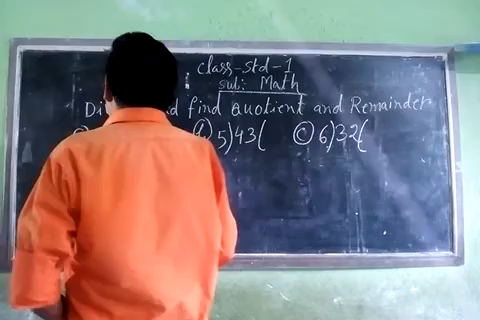 class-std-1
sub: Math
find quotient and Remainder
5)43( ⓒ 6)32(